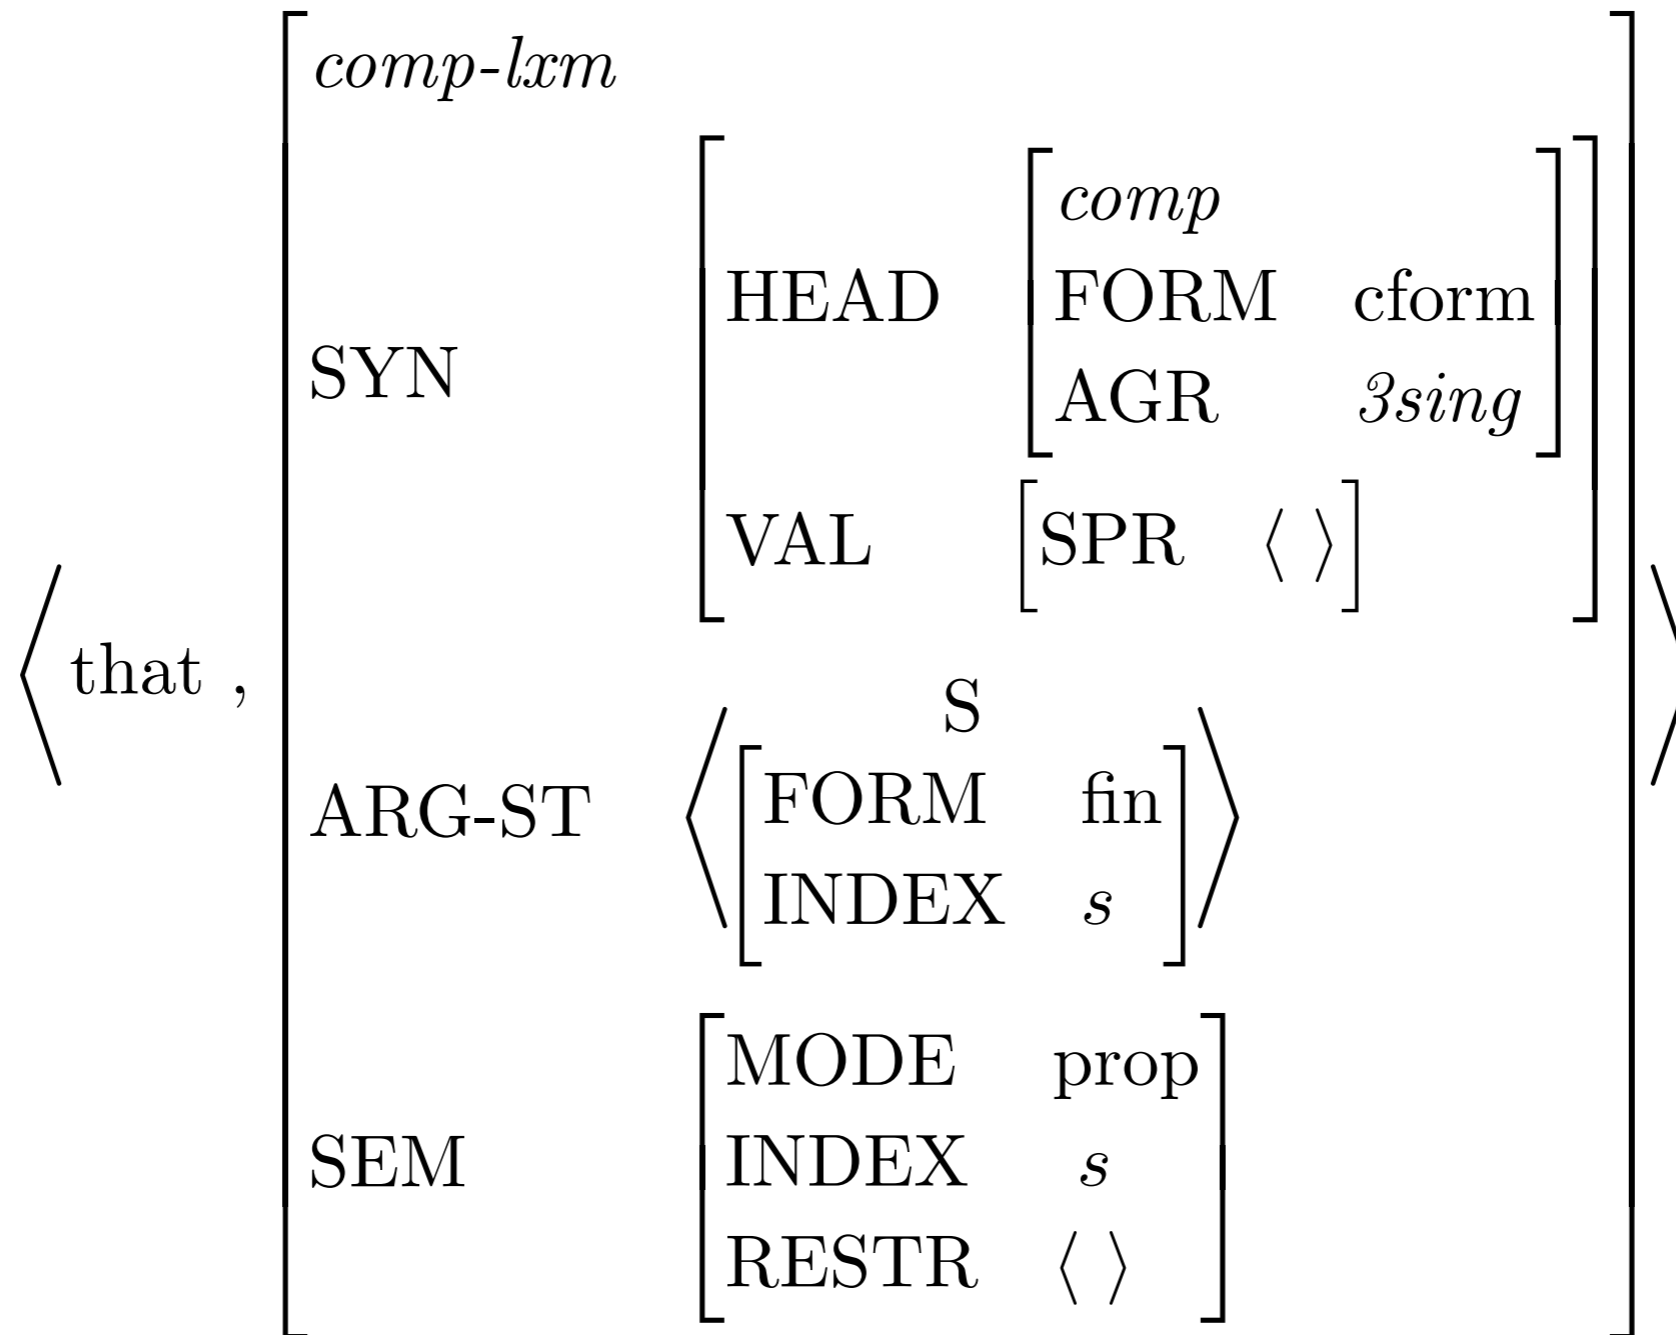 comp-lxm
comp
HEAD FORM cform
SYN AGR 3sing
VAL [SPR ⟨ ⟩]
⟨that ,
S
ARG-ST ⟨[FORM fin
INDEX s]⟩
MODE prop
SEM INDEX s
RESTR ⟨ ⟩